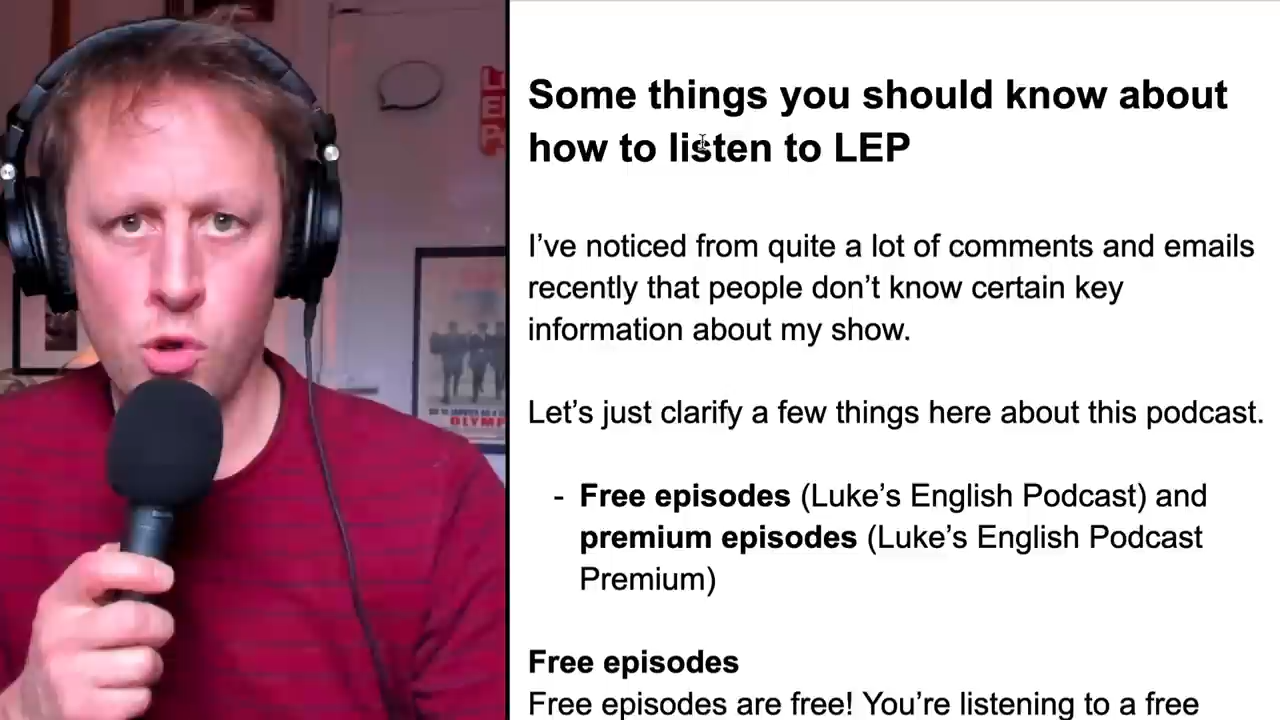 Some things you should know about
how to listen to LEP
I’ve noticed from quite a lot of comments and emails
recently that people don’t know certain key
information about my show.
Let’s just clarify a few things here about this podcast.
- Free episodes (Luke’s English Podcast) and
premium episodes (Luke’s English Podcast
Premium)
Free episodes
Free episodes are free! You’re listening to a free